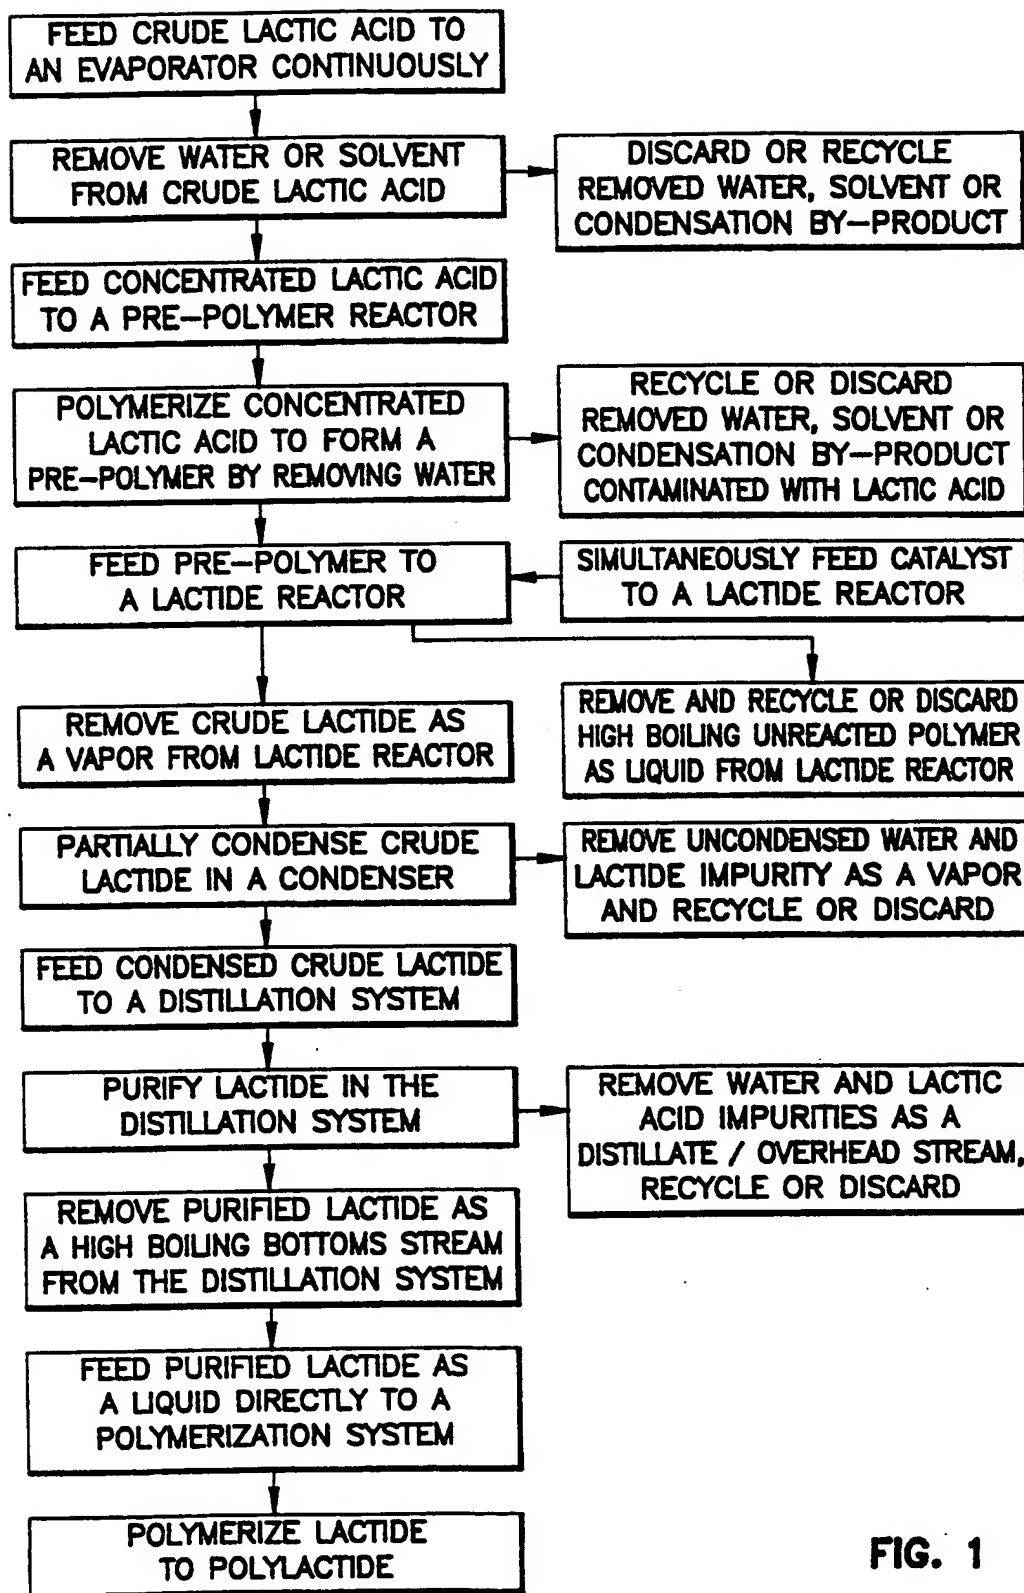 FEED CRUDE LACTIC ACID TO
AN EVAPORATOR CONTINUOUSLY
REMOVE WATER OR SOLVENT
FROM CRUDE LACTIC ACID
DISCARD OR RECYCLE
REMOVED WATER, SOLVENT OR
CONDENSATION BY-PRODUCT
FEED CONCENTRATED LACTIC ACID
TO A PRE-POLYMER REACTOR
POLYMERIZE CONCENTRATED
LACTIC ACID TO FORM A
PRE-POLYMER BY REMOVING WATER
RECYCLE OR DISCARD
REMOVED WATER, SOLVENT OR
CONDENSATION BY-PRODUCT
CONTAMINATED WITH LACTIC ACID
FEED PRE-POLYMER TO
A LACTIDE REACTOR
SIMULTANEOUSLY FEED CATALYST
TO A LACTIDE REACTOR
REMOVE CRUDE LACTIDE AS
A VAPOR FROM LACTIDE REACTOR
REMOVE AND RECYCLE OR DISCARD
HIGH BOILING UNREACTED POLYMER
AS LIQUID FROM LACTIDE REACTOR
PARTIALLY CONDENSE CRUDE
LACTIDE IN A CONDENSER
REMOVE UNCONDENSED WATER AND
LACTIDE IMPURITY AS A VAPOR
AND RECYCLE OR DISCARD
FEED CONDENSED CRUDE LACTIDE
TO A DISTILLATION SYSTEM
PURIFY LACTIDE IN THE
DISTILLATION SYSTEM
REMOVE WATER AND LACTIC
ACID IMPURITIES AS A
DISTILLATE / OVERHEAD STREAM,
RECYCLE OR DISCARD
REMOVE PURIFIED LACTIDE AS
A HIGH BOILING BOTTOMS STREAM
FROM THE DISTILLATION SYSTEM
FEED PURIFIED LACTIDE AS
A LIQUID DIRECTLY TO A
POLYMERIZATION SYSTEM
POLYMERIZE LACTIDE
TO POLYLACTIDE
FIG. 1